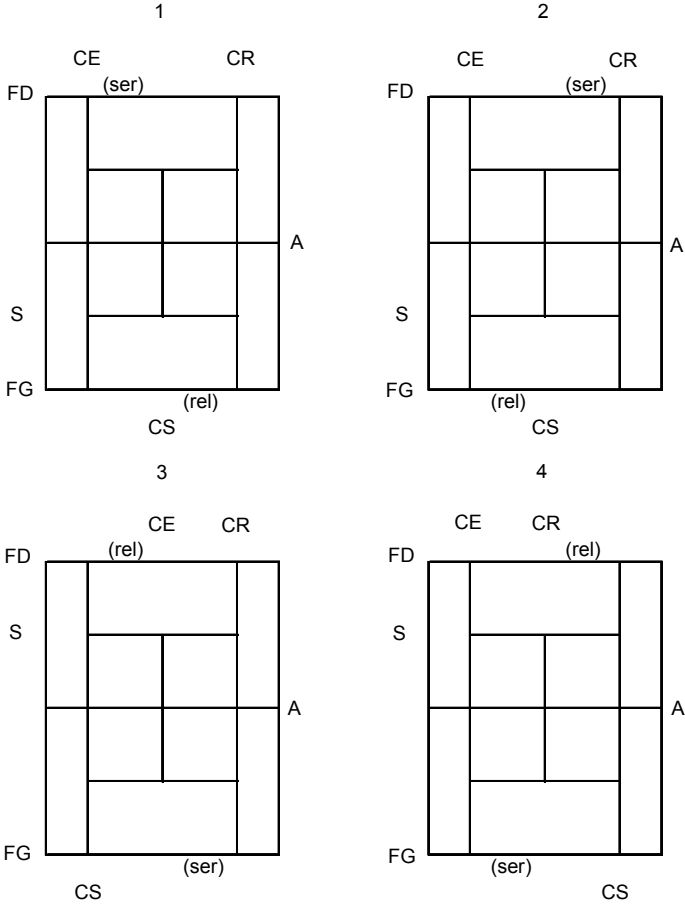 1
CE CR
(ser)
FD
A
S
FG
(rel)
CS
2
CE CR
(ser)
FD
A
S
FG
(rel)
CS
3
CE CR
(rel)
FD
S
A
FG
(ser)
CS
4
CE CR
(rel)
FD
S
A
FG
(ser)
CS